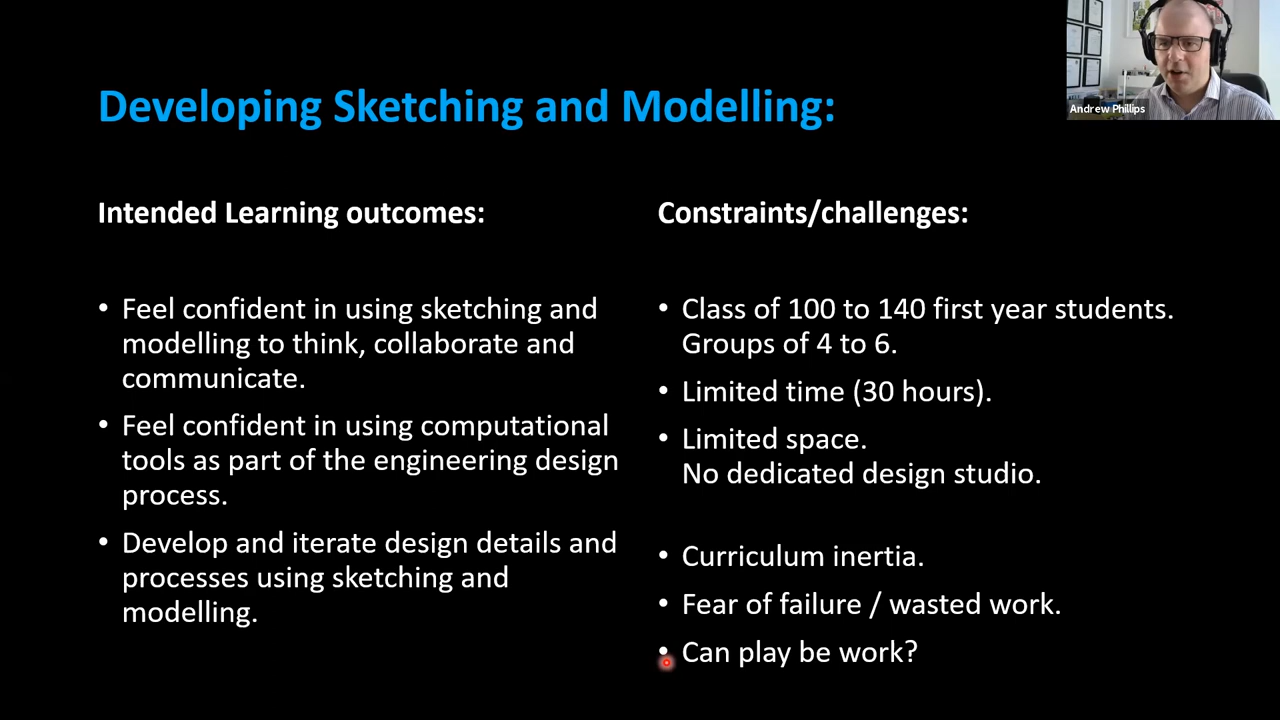 Andrew Phillips
Developing Sketching and Modelling:
Intended Learning outcomes:
• Feel confident in using sketching and
modelling to think, collaborate and
communicate.
• Feel confident in using computational
tools as part of the engineering design
process.
• Develop and iterate design details and
processes using sketching and
modelling.
Constraints/challenges:
• Class of 100 to 140 first year students.
Groups of 4 to 6.
• Limited time (30 hours).
• Limited space.
No dedicated design studio.
• Curriculum inertia.
• Fear of failure / wasted work.
• Can play be work?